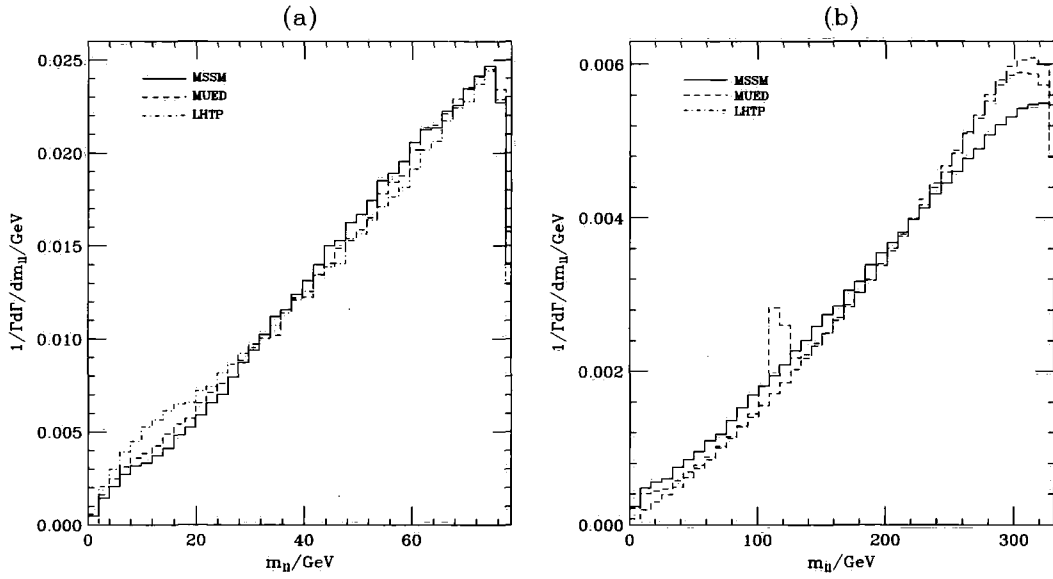 (a)
1/ΓdΓ/dm_ll/GeV
0.025
0.020
0.015
0.010
0.005
0.000
MSSM
MUED
LHTP
0 20 40 60
m_ll/GeV
(b)
1/ΓdΓ/dm_ll/GeV
0.006
0.004
0.002
0.000
MSSM
MUED
LHTP
0 100 200 300
m_ll/GeV